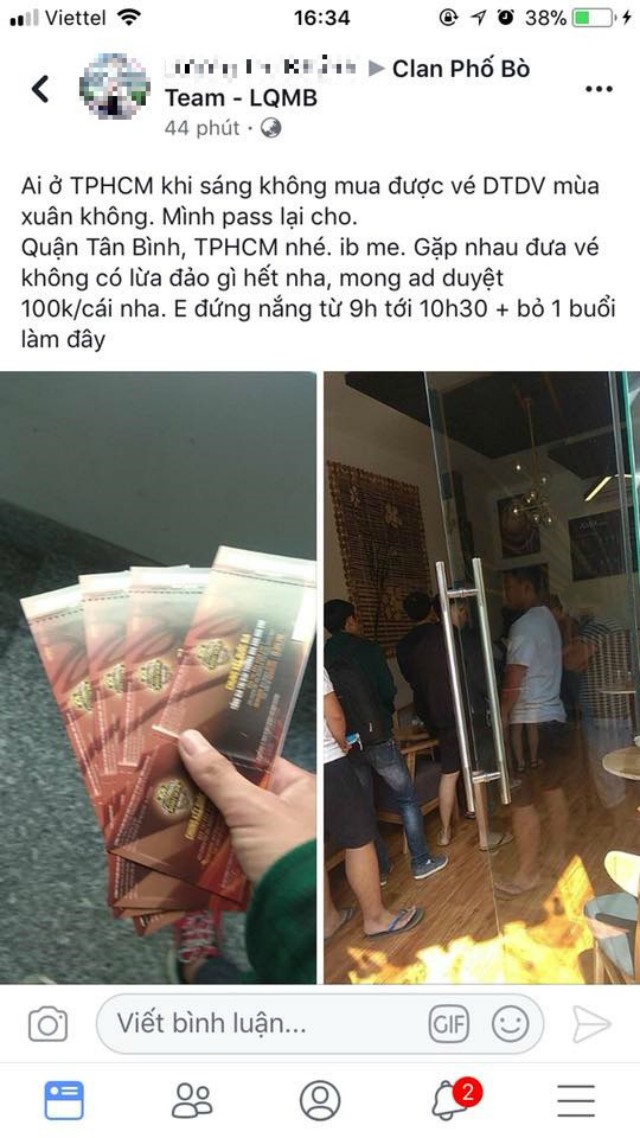 Viettel 16:34 38%
Clan Phố Bò
Team - LQMB
44 phút
Ai ở TPHCM khi sáng không mua được vé DTDV mùa
xuân không. Mình pass lại cho.
Quận Tân Bình, TPHCM nhé. ib me. Gặp nhau đưa vé
không có lừa đảo gì hết nha, mong ad duyệt
100k/cái nha. E đứng nắng từ 9h tới 10h30 + bỏ 1 buổi
làm đây
Viết bình luận...
GIF
2